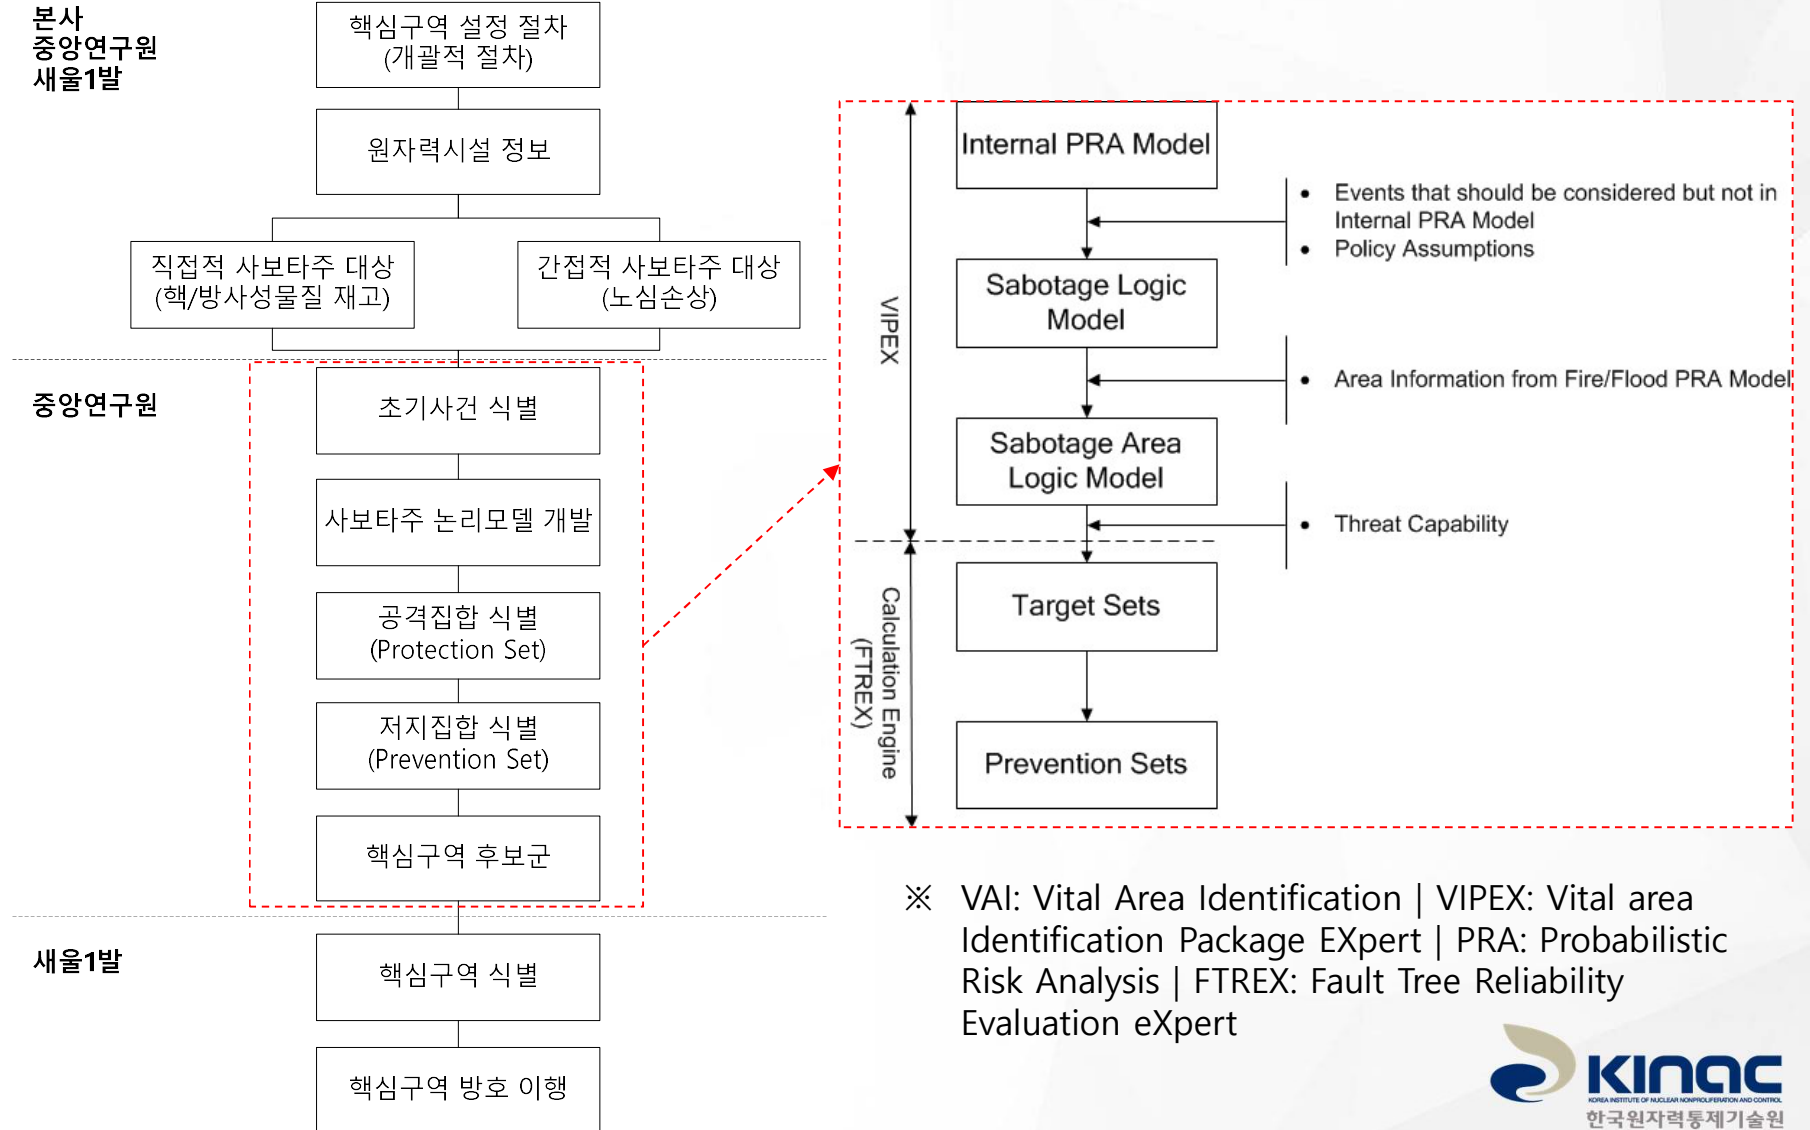 본사
중앙연구원
새울1발
핵심구역 설정 절차
(개괄적 절차)
원자력시설 정보
직접적 사보타주 대상
(핵/방사성물질 재고)
간접적 사보타주 대상
(노심손상)
중앙연구원
초기사건 식별
사보타주 논리모델 개발
공격집합 식별
(Protection Set)
저지집합 식별
(Prevention Set)
핵심구역 후보군
새울1발
핵심구역 식별
핵심구역 방호 이행
VIPEX
Calculation Engine
(FTREX)
Internal PRA Model
• Events that should be considered but not in
Internal PRA Model
• Policy Assumptions
Sabotage Logic
Model
• Area Information from Fire/Flood PRA Model
Sabotage Area
Logic Model
• Threat Capability
Target Sets
Prevention Sets
※ VAI: Vital Area Identification | VIPEX: Vital area
Identification Package EXpert | PRA: Probabilistic
Risk Analysis | FTREX: Fault Tree Reliability
Evaluation eXpert
KINAC
KOREA INSTITUTE OF NUCLEAR NONPROLIFERATION AND CONTROL
한국원자력통제기술원